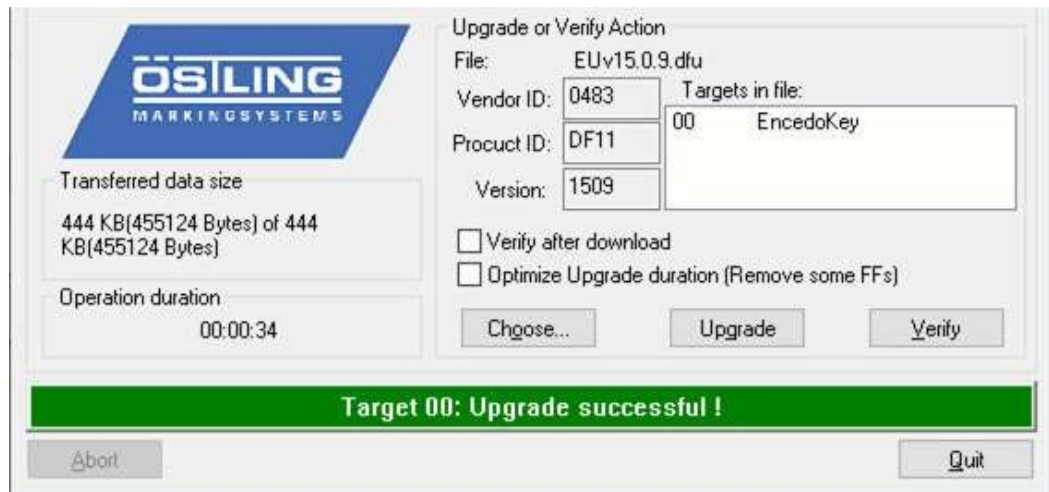 ÖSTLING
MARKINGSYSTEMS
Transferred data size
444 KB(455124 Bytes) of 444
KB(455124 Bytes)
Operation duration
00:00:34
Upgrade or Verify Action
File: EUv15.0.9.dfu
Vendor ID: 0483
Procuct ID: DF11
Version: 1509
Targets in file:
00 EncedoKey
Verify after download
Optimize Upgrade duration (Remove some FFs)
Choose... Upgrade Verify
Target 00: Upgrade successful !
Abort Quit